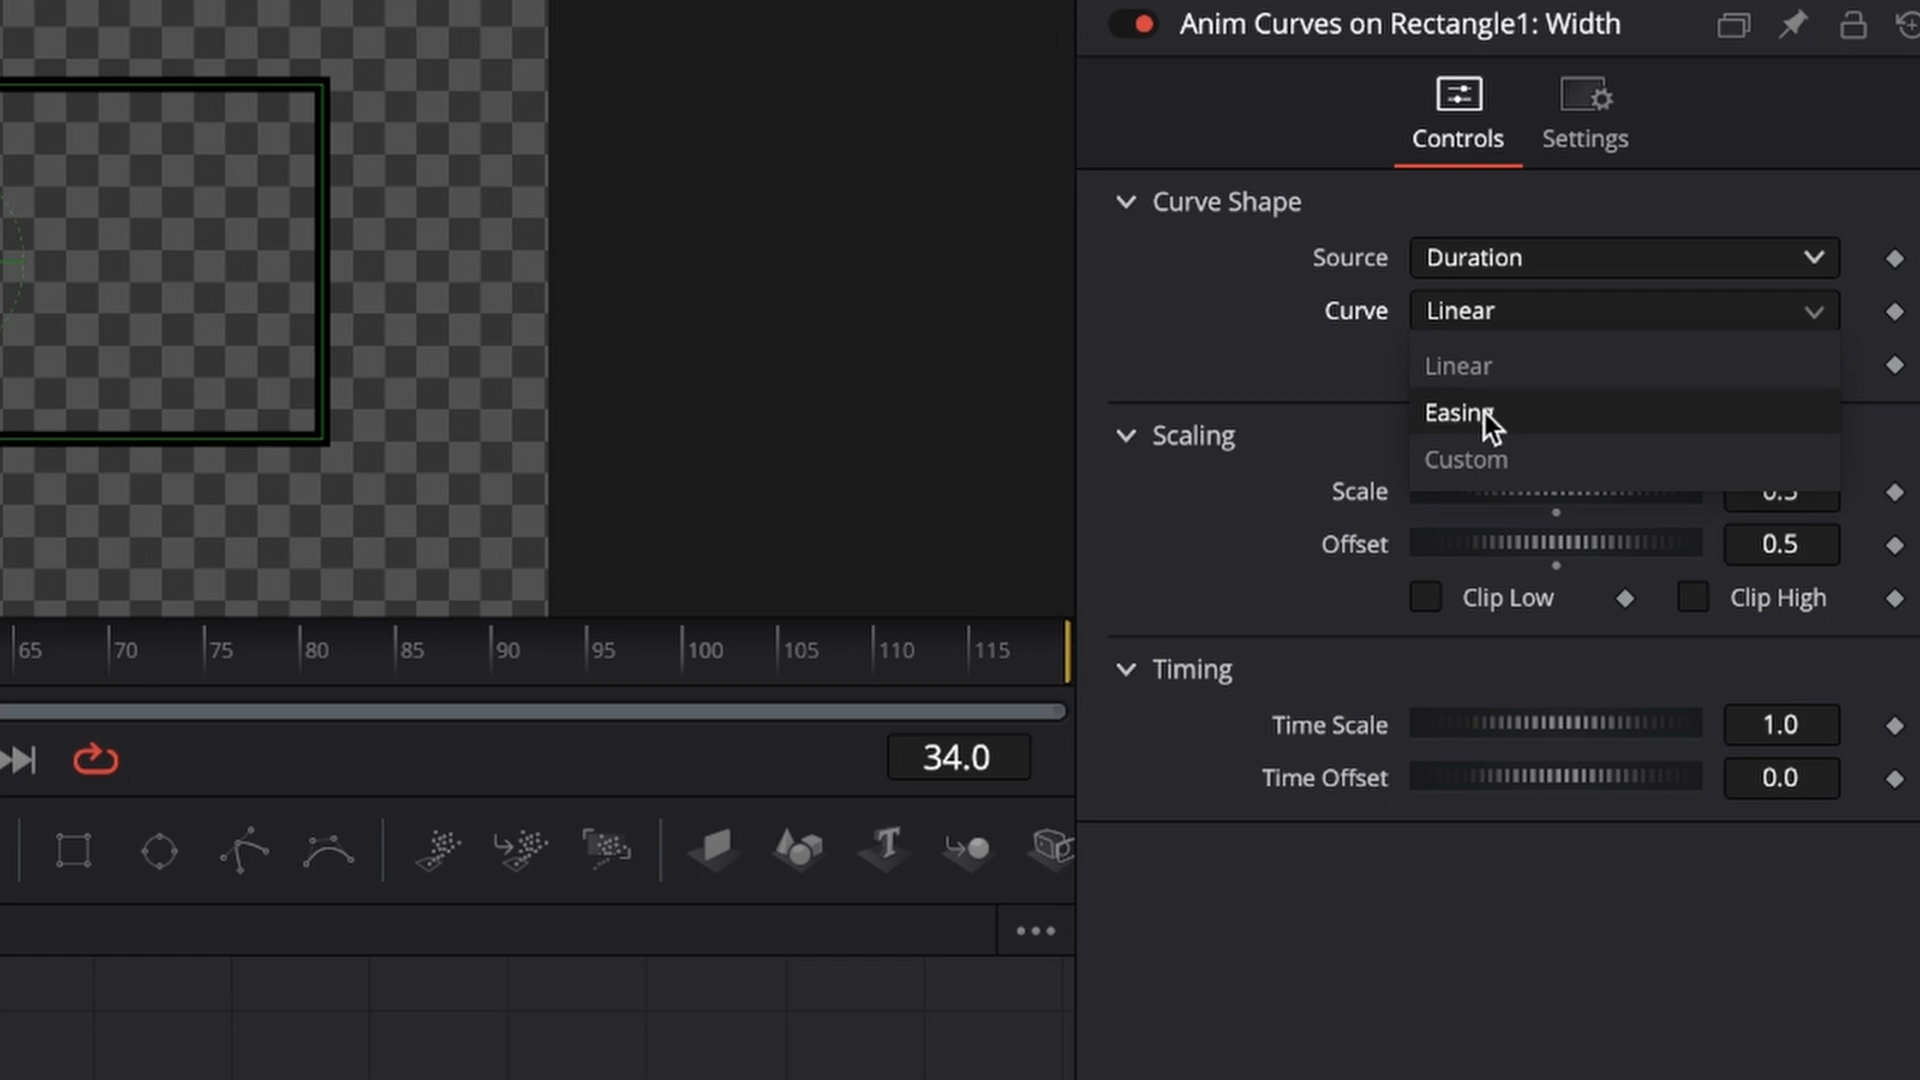 Anim Curves on Rectangle1: Width
Controls
Settings
Curve Shape
Source
Duration
Curve
Linear
Linear
Easing
Custom
Scaling
Scale
0.5
Offset
0.5
Clip Low
Clip High
Timing
Time Scale
1.0
Time Offset
0.0
65 70 75 80 85 90 95 100 105 110 115
34.0
T